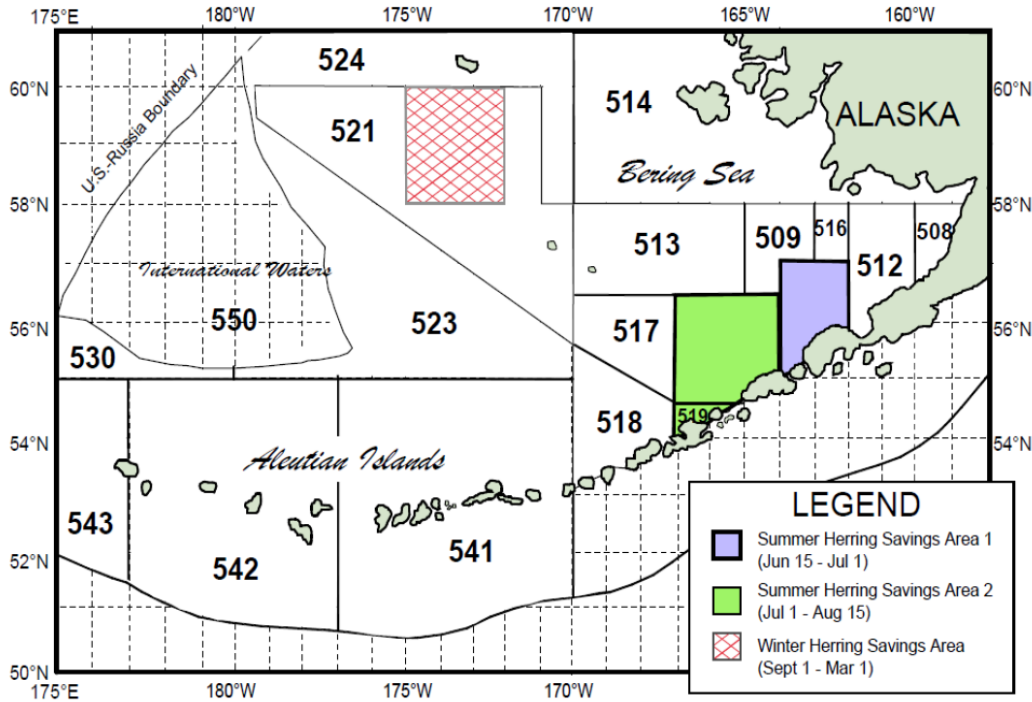 175°E 180°W 175°W 170°W 165°W 160°W
524
60°N 60°N
514
ALASKA
521
U.S.-Russia Boundary
Bering Sea
58°N 58°N
516
508
513 509
512
International Waters
550 523 517
56°N 56°N
530
519
518
54°N 54°N
Aleutian Islands
543
542 541
52°N
50°N
175°E 180°W 175°W 170°W
LEGEND
Summer Herring Savings Area 1
(Jun 15 - Jul 1)
Summer Herring Savings Area 2
(Jul 1 - Aug 15)
Winter Herring Savings Area
(Sept 1 - Mar 1)